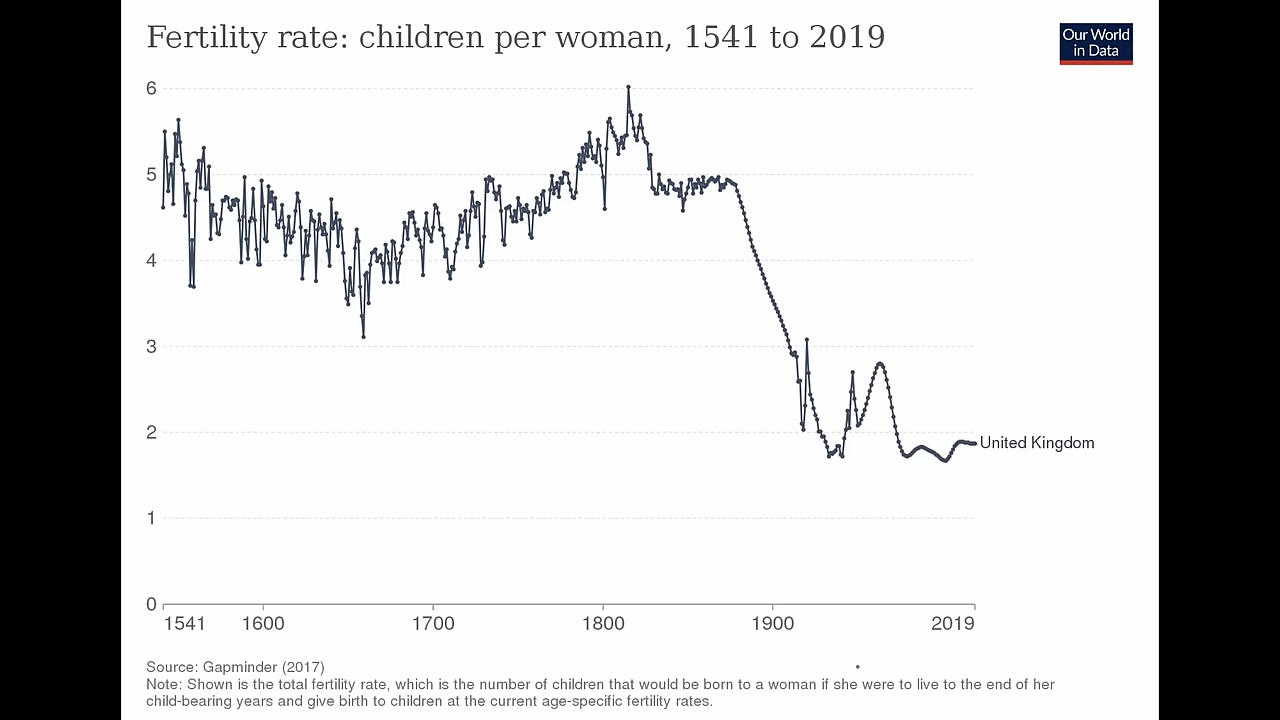 Fertility rate: children per woman, 1541 to 2019
Our World
in Data
6
5
4
3
2
1
0
United Kingdom
1541 1600 1700 1800 1900 2019
Source: Gapminder (2017)
Note: Shown is the total fertility rate, which is the number of children that would be born to a woman if she were to live to the end of her
child-bearing years and give birth to children at the current age-specific fertility rates.